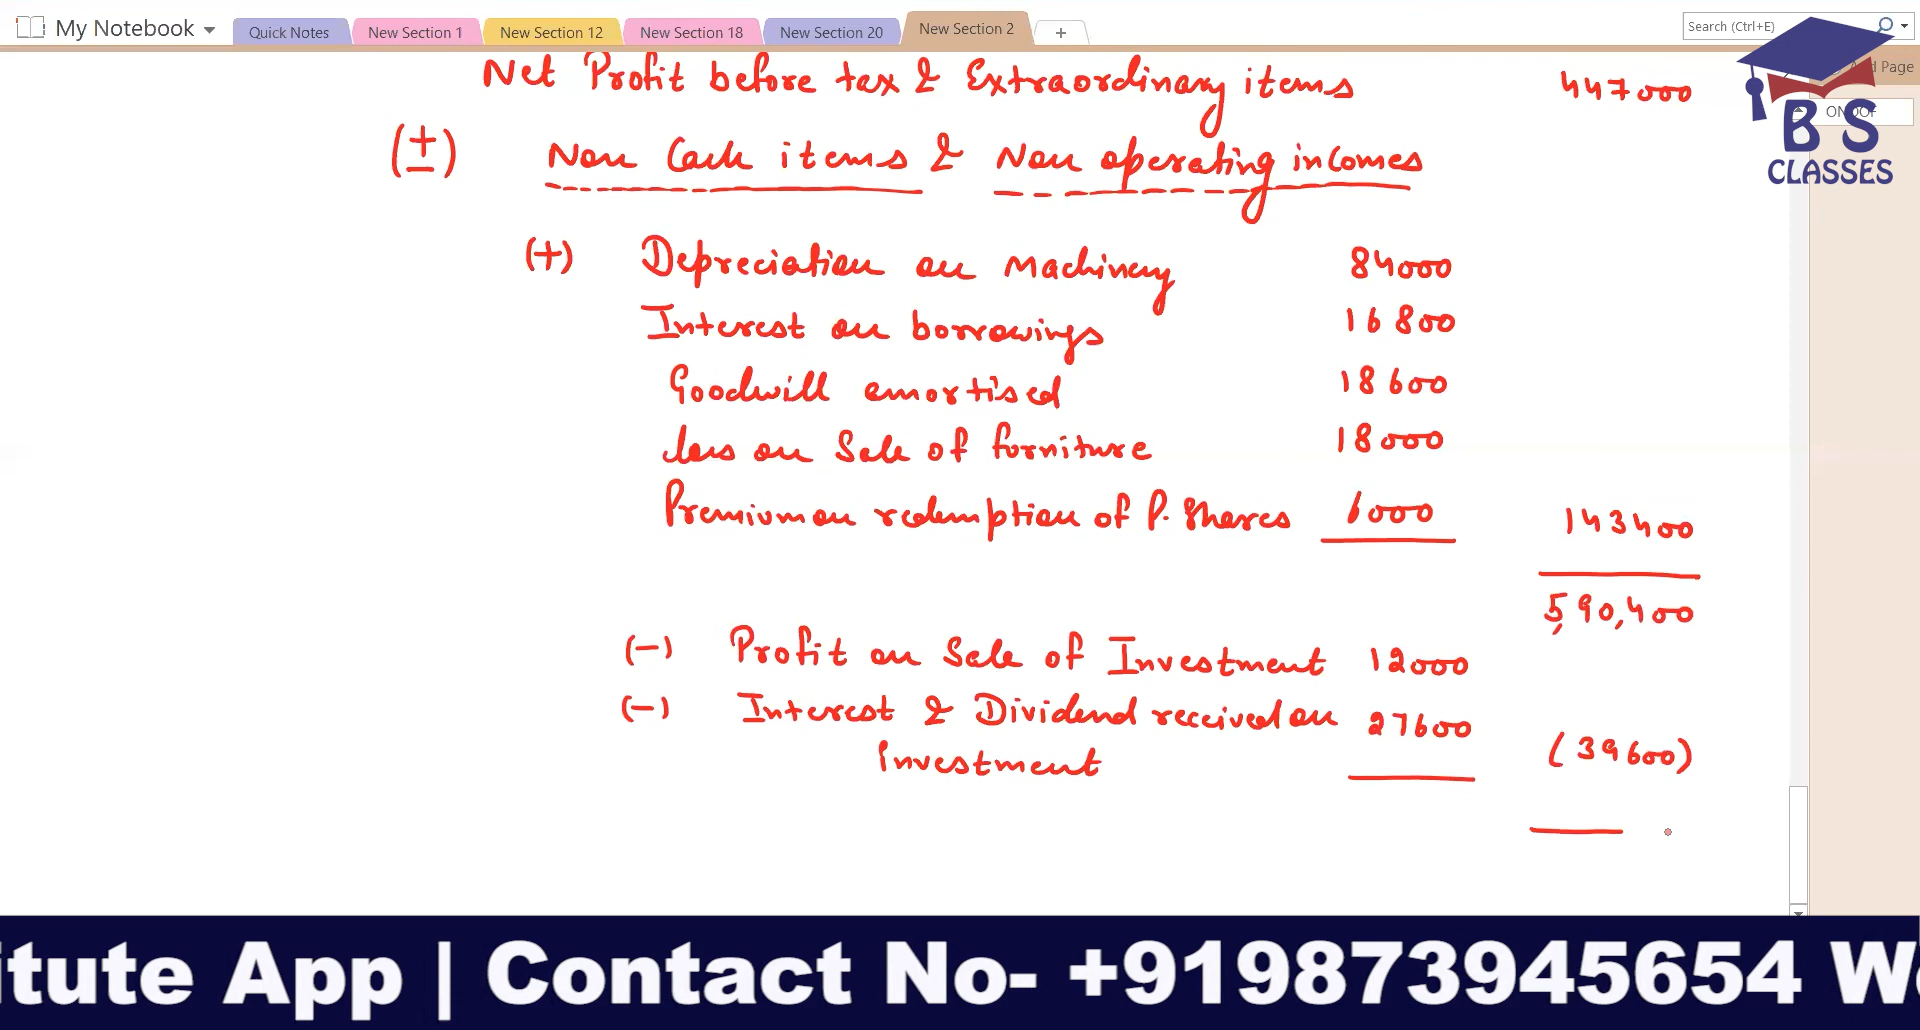 My Notebook Quick Notes New Section 1 New Section 12 New Section 18 New Section 20 New Section 2 + Search (Ctrl+E)
d Page
Net Profit before tax & Extraordinary items 447000
B S
CLASSES
(±) Non Cash items & Non operating incomes
(+) Depreciation on Machinery 84000
Interest on borrowings 16800
Goodwill amortised 18600
Loss on Sale of furniture 18000
Premium on redemption of P. Shares 6000 143400
5,90,400
(-) Profit on Sale of Investment 12000
(-) Interest & Dividend received on 27600
Investment (39600)
itute App | Contact No- +919873945654 W